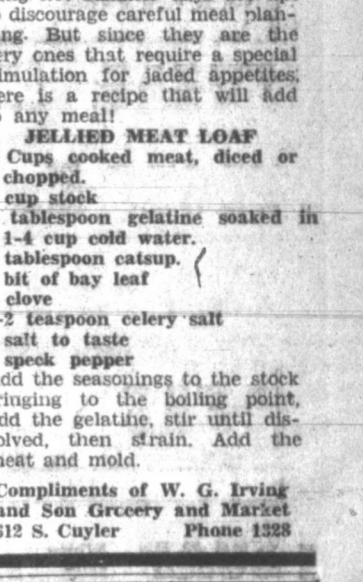 discourage careful meal plan-
But since they are the
ones that require a special
for jaded appetites,
is a recipe that will add
any meal!
JELLIED MEAT LOAF
Cups cooked meat, diced or
chopped.
cup stock
tablespoon gelatine soaked in
1-4 cup cold water.
tablespoon catsup.
bit of bay leaf
clove
-2 teaspoon celery salt
salt to taste
speck pepper
dd the seasonings to the stock
ringing to the boiling point,
dd the gelatine, stir until dis-
olved, then strain. Add the
eat and mold.
Compliments of W. G. Irving
and Son Grocery and Market
612 S. Cuyler Phone 1328